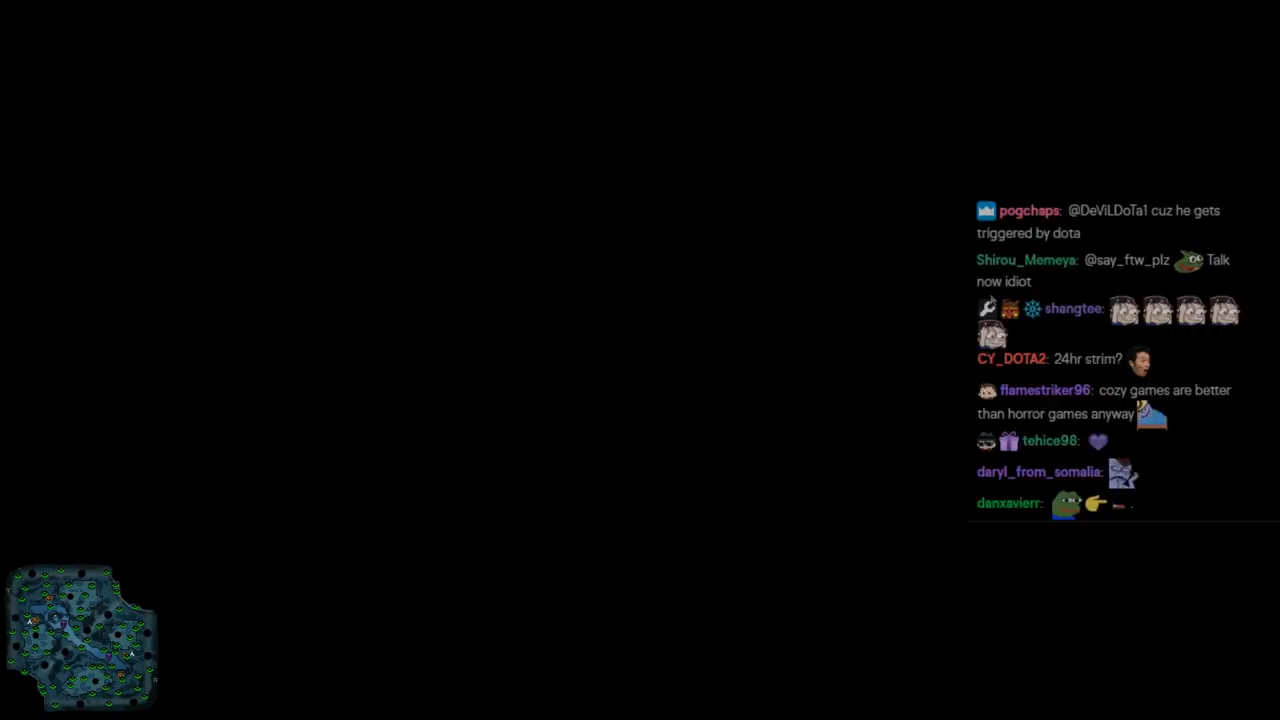 pogchaps: @DeViLDoTa1 cuz he gets
triggered by dota
Shirou_Memeya: @say_ftw_plz Talk
now idiot
shangtee:
CY_DOTA2: 24hr strim?
flamestriker96: cozy games are better
than horror games anyway
tehice98:
daryl_from_somalia:
danxavierr: